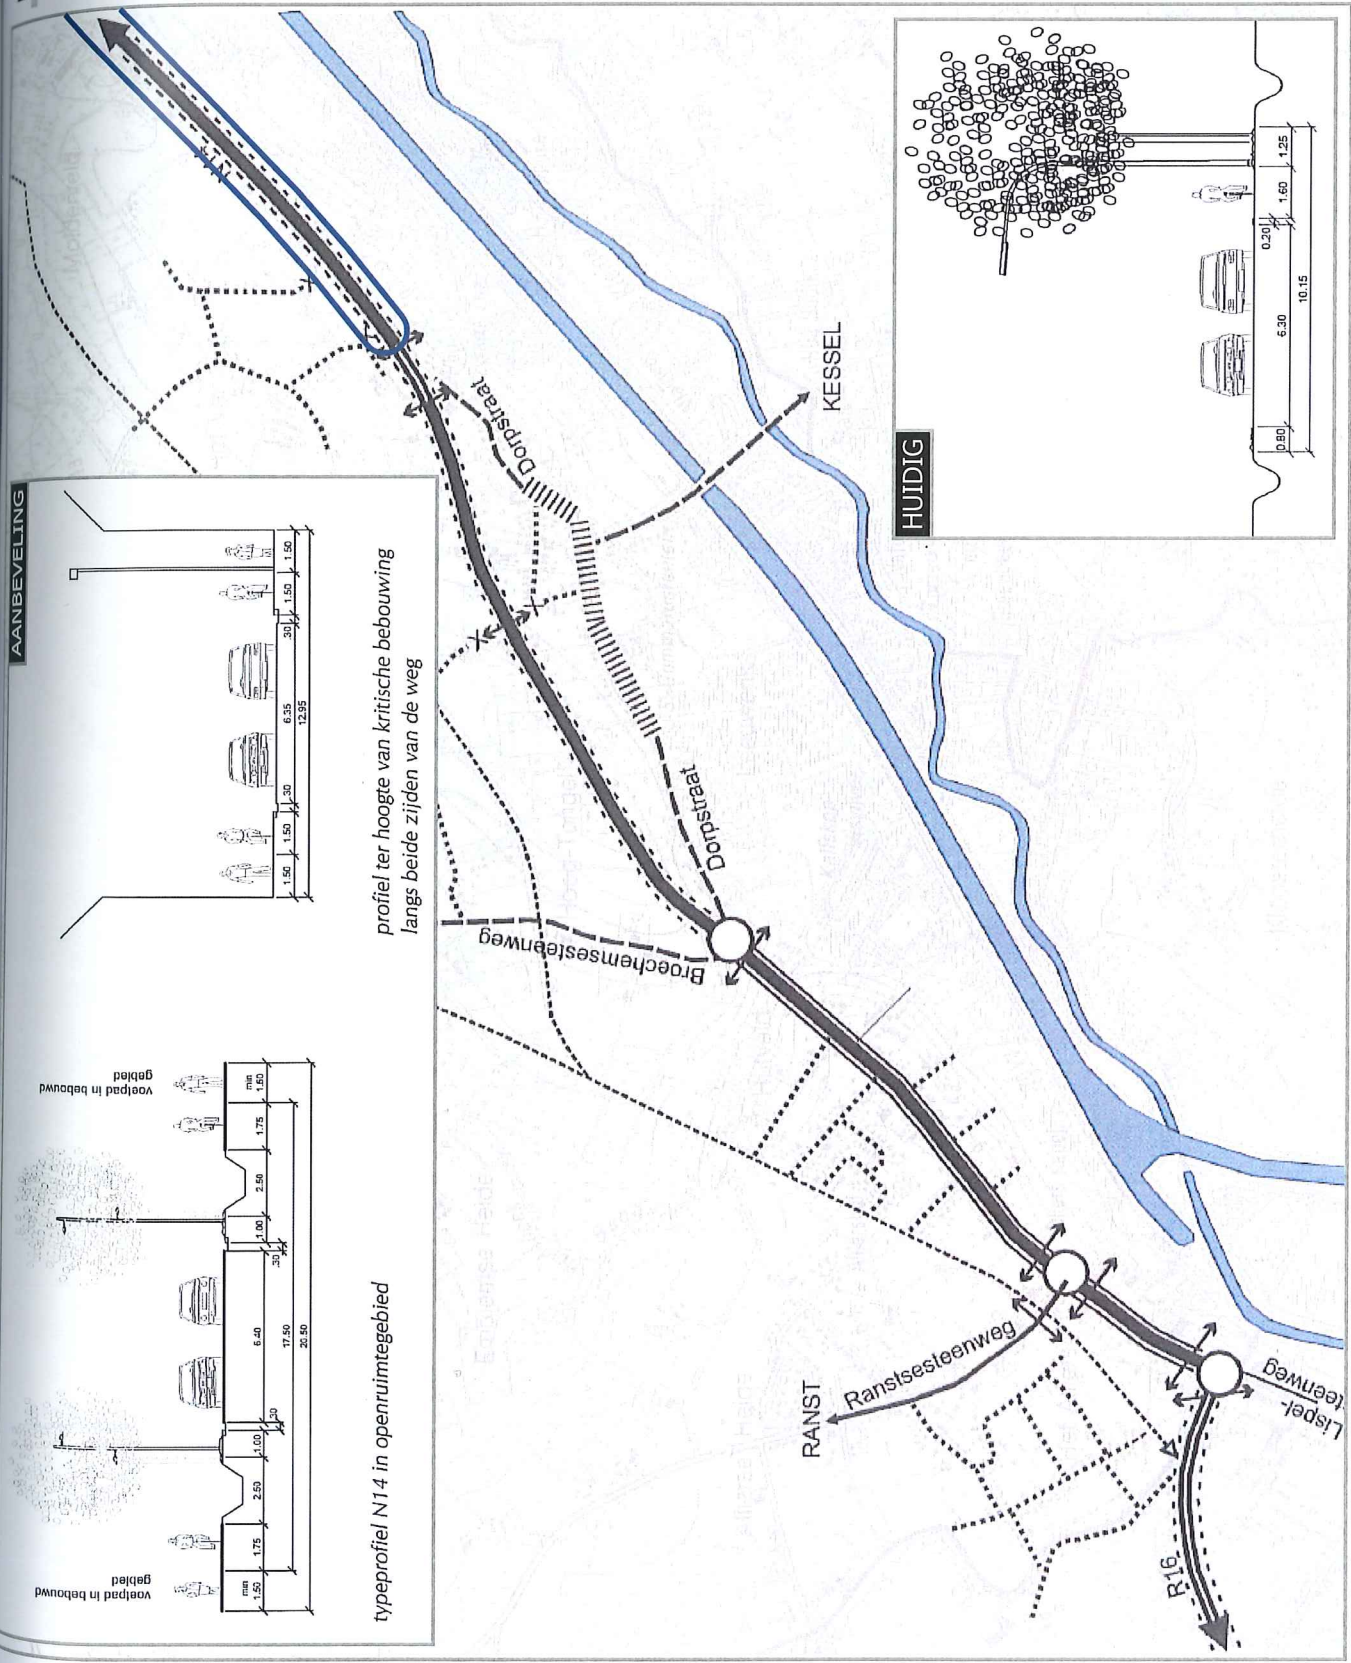 AANBEVELING
voetpad in bebouwd
gebied
voetpad in bebouwd
gebied
min
1.50
1.75
2.50
1.00
.30
6.40
.30
1.00
2.50
1.75
min
1.60
17.50
20.50
typeprofiel N14 in openruimtegebied
1.50
1.50
.30
6.35
.30
1.50
1.50
12.95
profiel ter hoogte van kritische bebouwing
langs beide zijden van de weg
HUIDIG
0.80
6.30
0.20
1.60
1.25
10.15
Dorpstraat
KESSEL
Dorpstraat
Broechemsesteenweg
RANST
Ranstsesteenweg
R16
Lispel-
teenweg